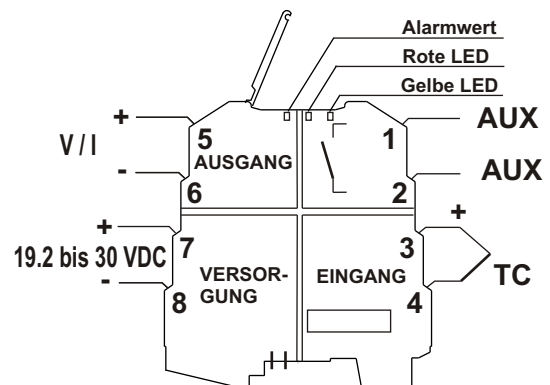 Alarmwert
Rote LED
Gelbe LED
+
V / I
-
5
AUSGANG
6
1
AUX
2
AUX
+
19.2 bis 30 VDC
-
7
VERSOR-
GUNG
8
EINGANG
3
+
4
TC